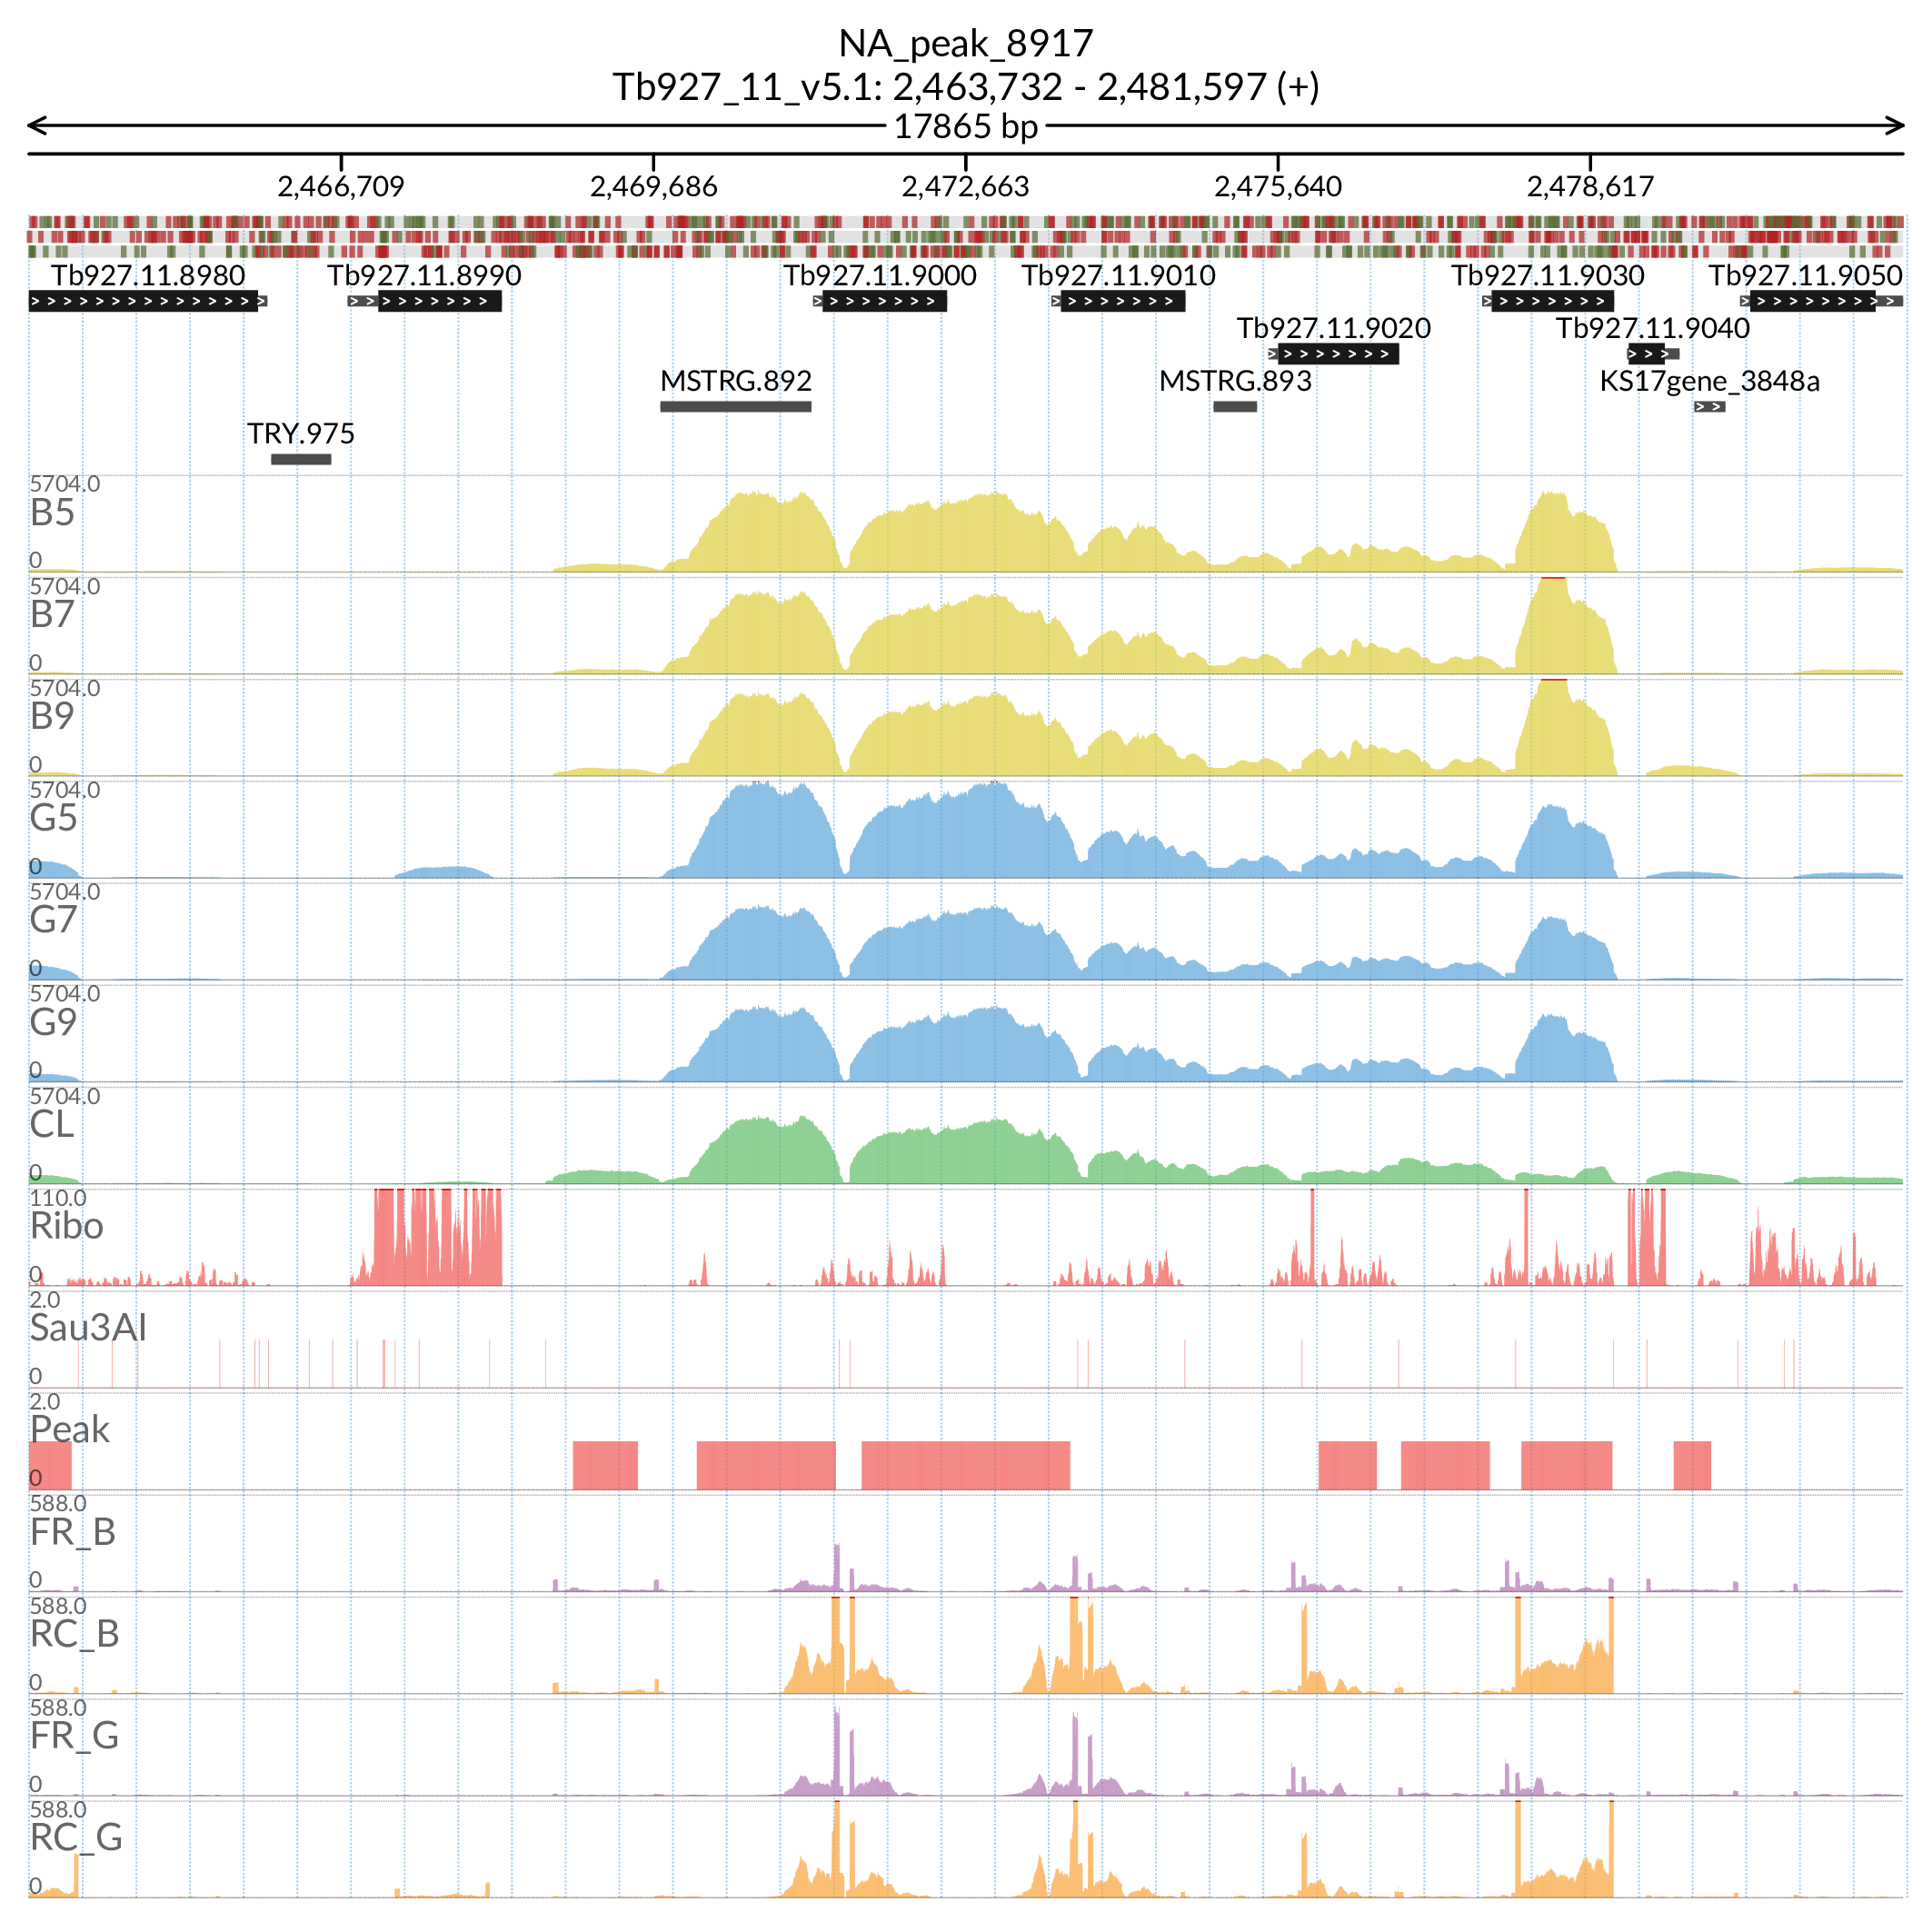 NA_peak_8917
Tb927_11_v5.1: 2,463,732 - 2,481,597 (+)
17865 bp
2,466,709 2,469,686 2,472,663 2,475,640 2,478,617
Tb927.11.8980 Tb927.11.8990 Tb927.11.9000 Tb927.11.9010 Tb927.11.9030 Tb927.11.9050
Tb927.11.9020 Tb927.11.9040
MSTRG.892 MSTRG.893 KS17gene_3848a
TRY.975
5704.0
B5
0
5704.0
B7
0
5704.0
B9
0
5704.0
G5
0
5704.0
G7
0
5704.0
G9
0
5704.0
CL
0
110.0
Ribo
0
2.0
Sau3AI
0
2.0
Peak
0
588.0
FR_B
0
588.0
RC_B
0
588.0
FR_G
0
588.0
RC_G
0